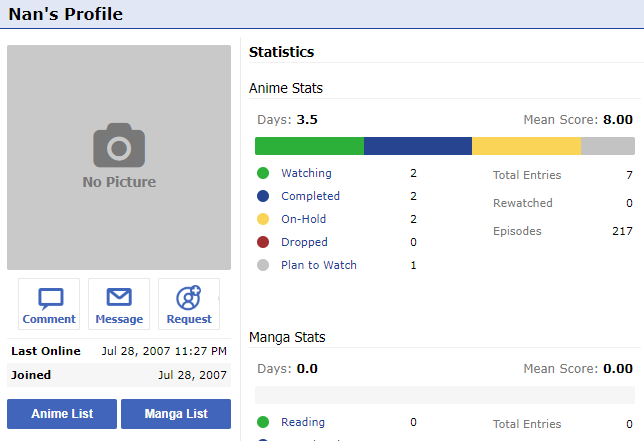 Nan's Profile
No Picture
Comment
Message
Request
Last Online Jul 28, 2007 11:27 PM
Joined Jul 28, 2007
Anime List
Manga List
Statistics
Anime Stats
Days: 3.5 Mean Score: 8.00
Watching 2
Completed 2
On-Hold 2
Dropped 0
Plan to Watch 1
Total Entries 7
Rewatched 0
Episodes 217
Manga Stats
Days: 0.0 Mean Score: 0.00
Reading 0
Total Entries 0